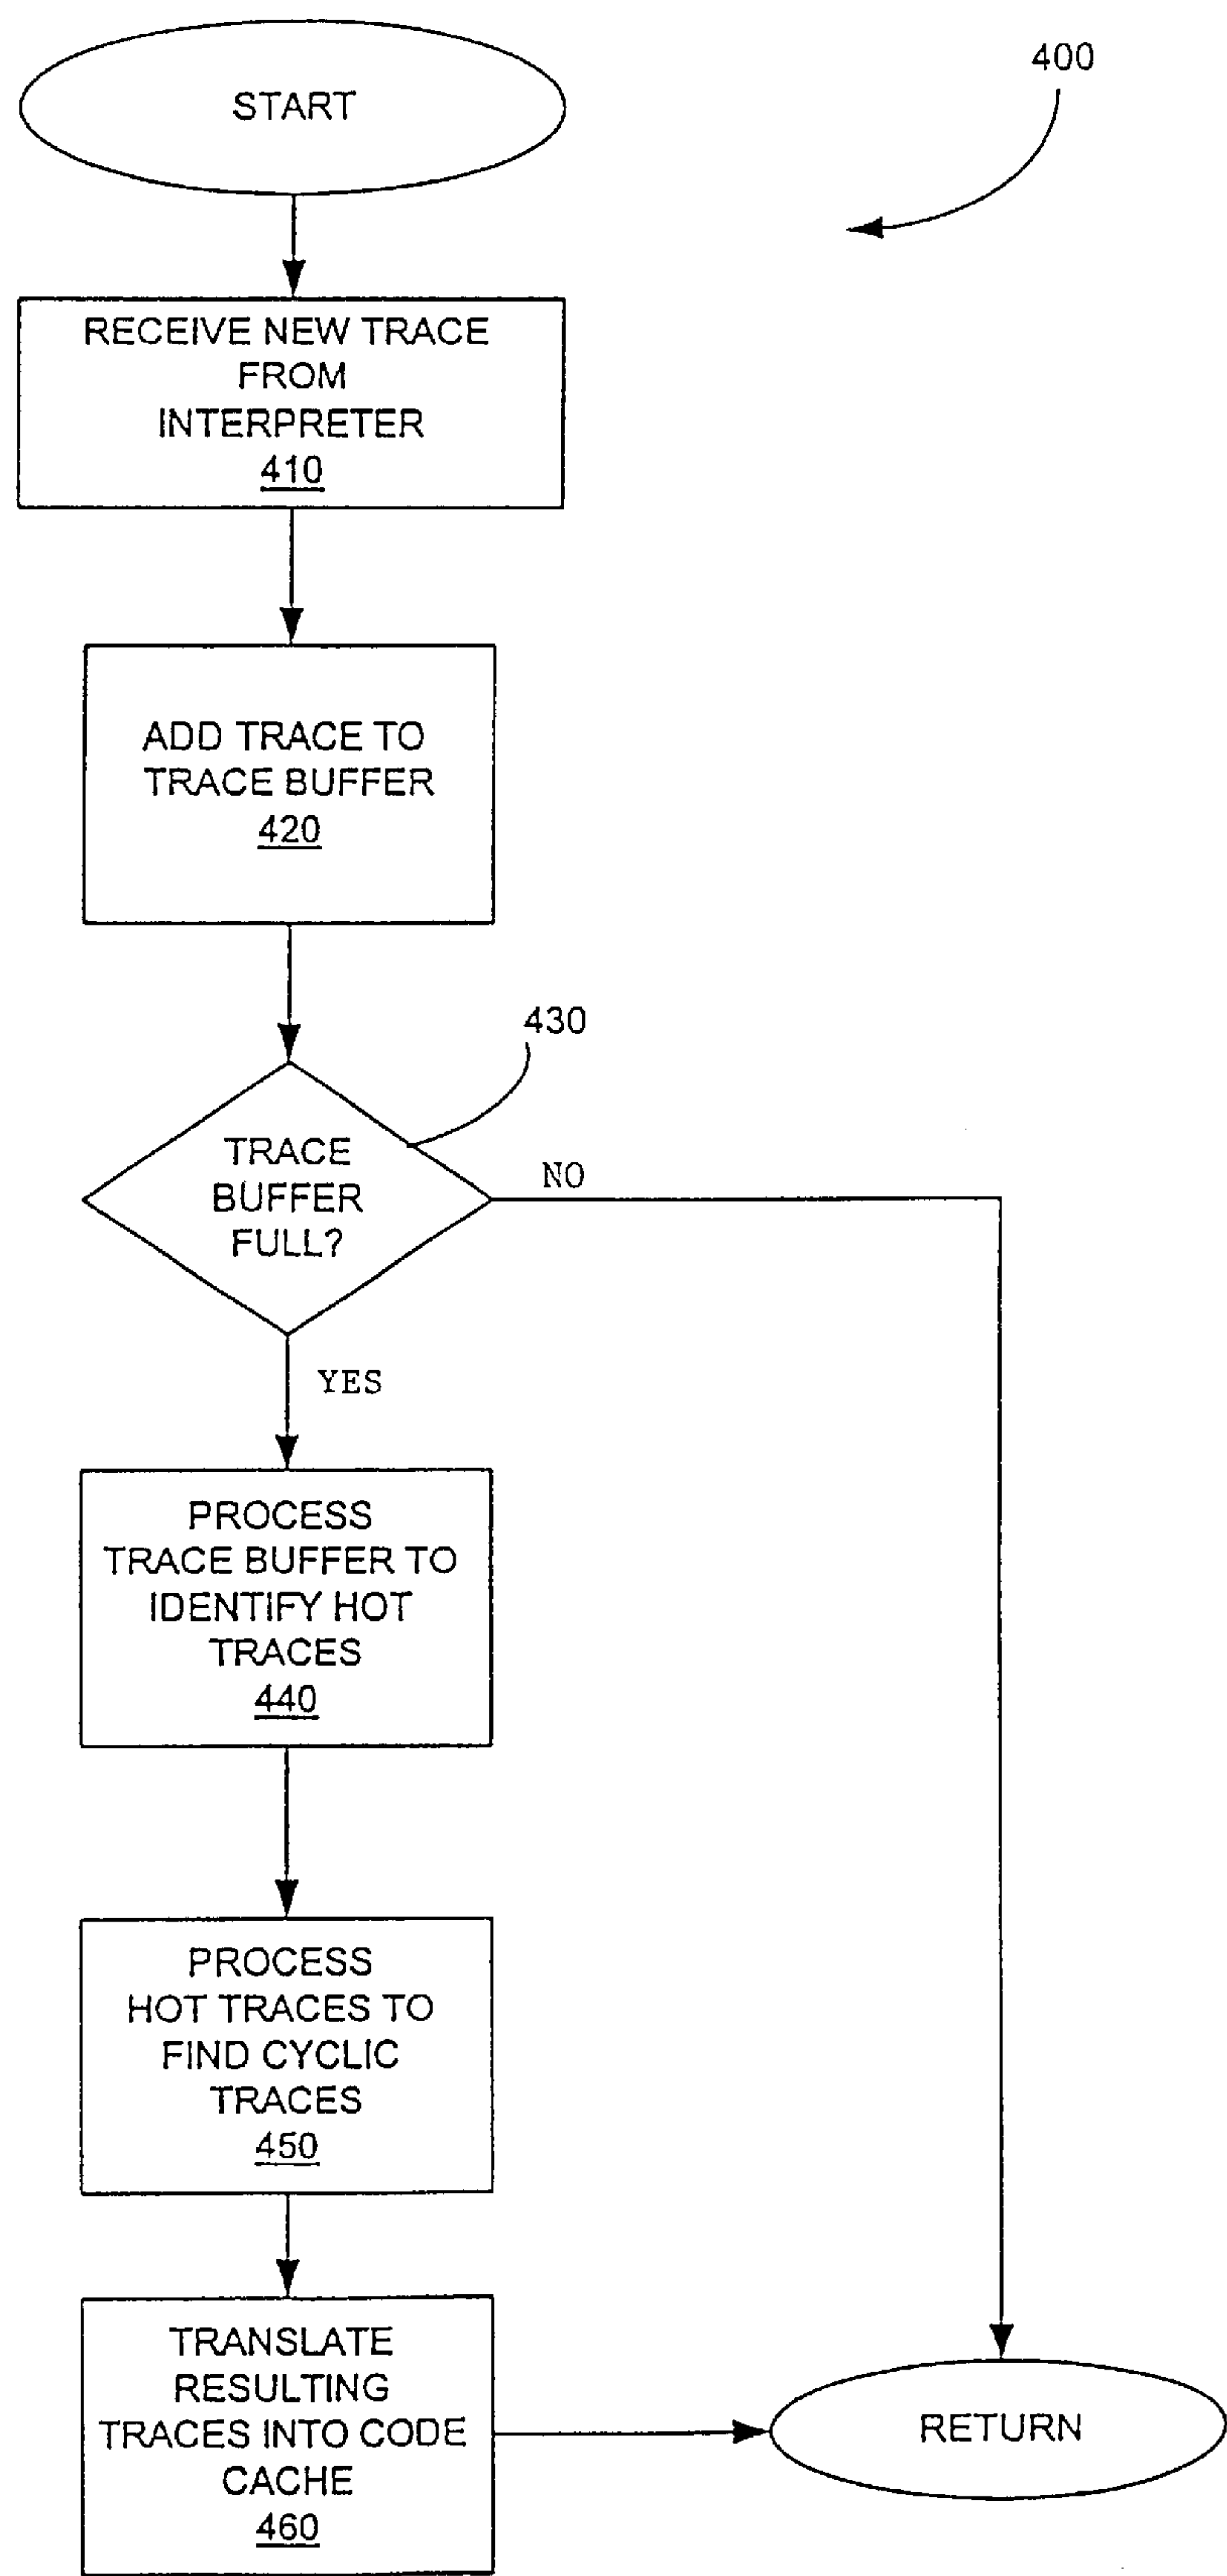 START
400
RECEIVE NEW TRACE
FROM
INTERPRETER
410
ADD TRACE TO
TRACE BUFFER
420
430
TRACE
BUFFER
FULL?
NO
YES
PROCESS
TRACE BUFFER TO
IDENTIFY HOT
TRACES
440
PROCESS
HOT TRACES TO
FIND CYCLIC
TRACES
450
TRANSLATE
RESULTING
TRACES INTO CODE
CACHE
460
RETURN